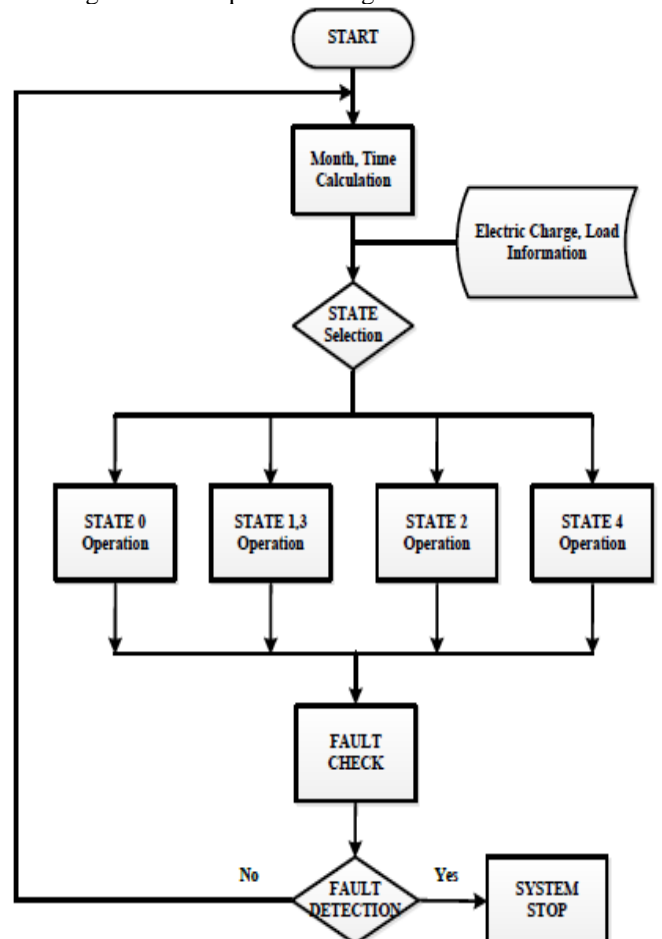 START
Month, Time
Calculation
Electric Charge, Load
Information
STATE
Selection
STATE 0
Operation
STATE 1,3
Operation
STATE 2
Operation
STATE 4
Operation
FAULT
CHECK
No
FAULT
DETECTION
Yes
SYSTEM
STOP